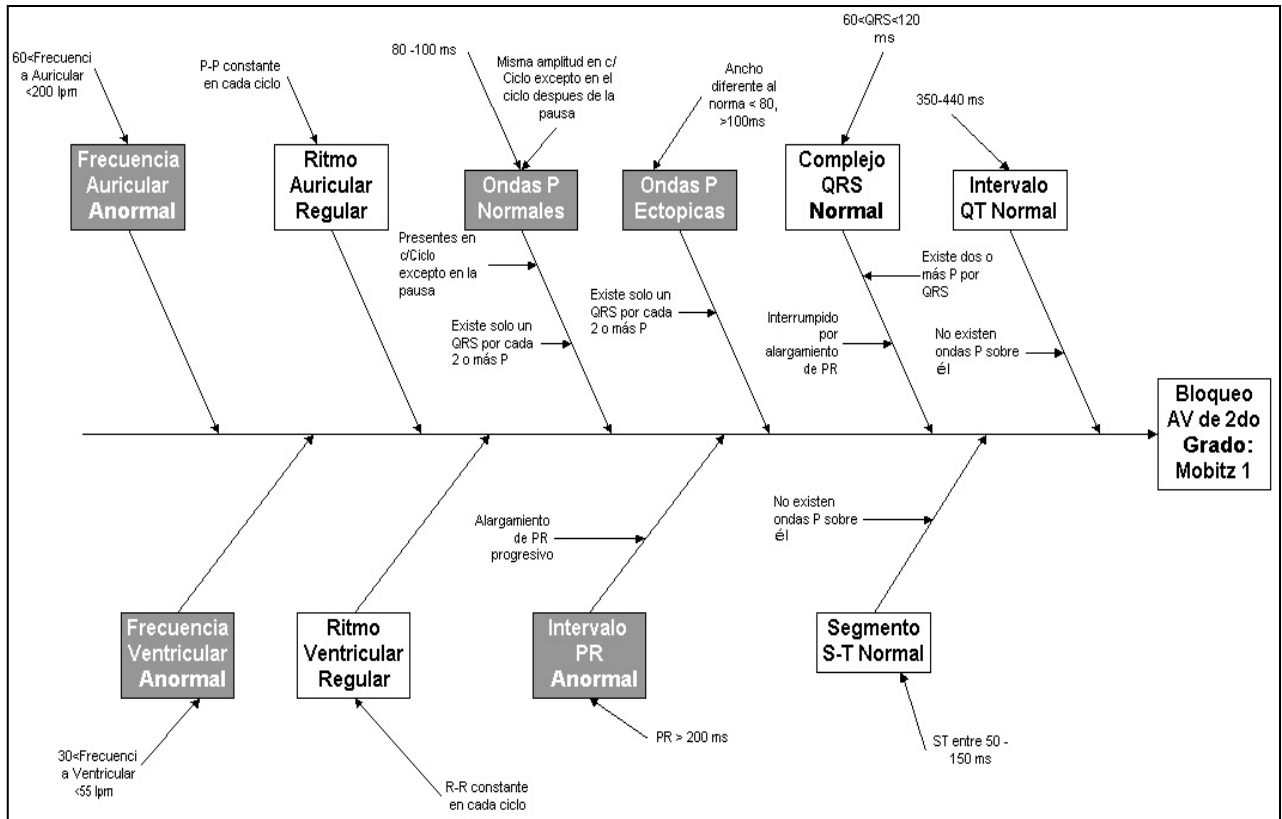 60<Frecuenci
a Auricular
<200 lpm
P-P constante
en cada ciclo
80 -100 ms
Misma amplitud en c/
Ciclo excepto en el
ciclo despues de la
pausa
Ancho
diferente al
norma < 80,
>100ms
60<QRS<120
ms
350-440 ms
Frecuencia
Auricular
Anormal
Ritmo
Auricular
Regular
Ondas P
Normales
Ondas P
Ectopicas
Complejo
QRS
Normal
Intervalo
QT Normal
Presentes en
c/Ciclo
excepto en la
pausa
Existe solo un
QRS por cada
2 o más P
Existe solo un
QRS por cada
2 o más P
Existe dos o
más P por
QRS
Interrumpido
por
alargamiento
de PR
No existen
ondas P sobre
él
Bloqueo
AV de 2do
Grado:
Mobitz 1
Alargamiento
de PR
progresivo
No existen
ondas P sobre
él
Frecuencia
Ventricular
Anormal
Ritmo
Ventricular
Regular
Intervalo
PR
Anormal
Segmento
S-T Normal
30<Frecuenci
a Ventricular
<55 lpm
R-R constante
en cada ciclo
PR > 200 ms
ST entre 50 -
150 ms